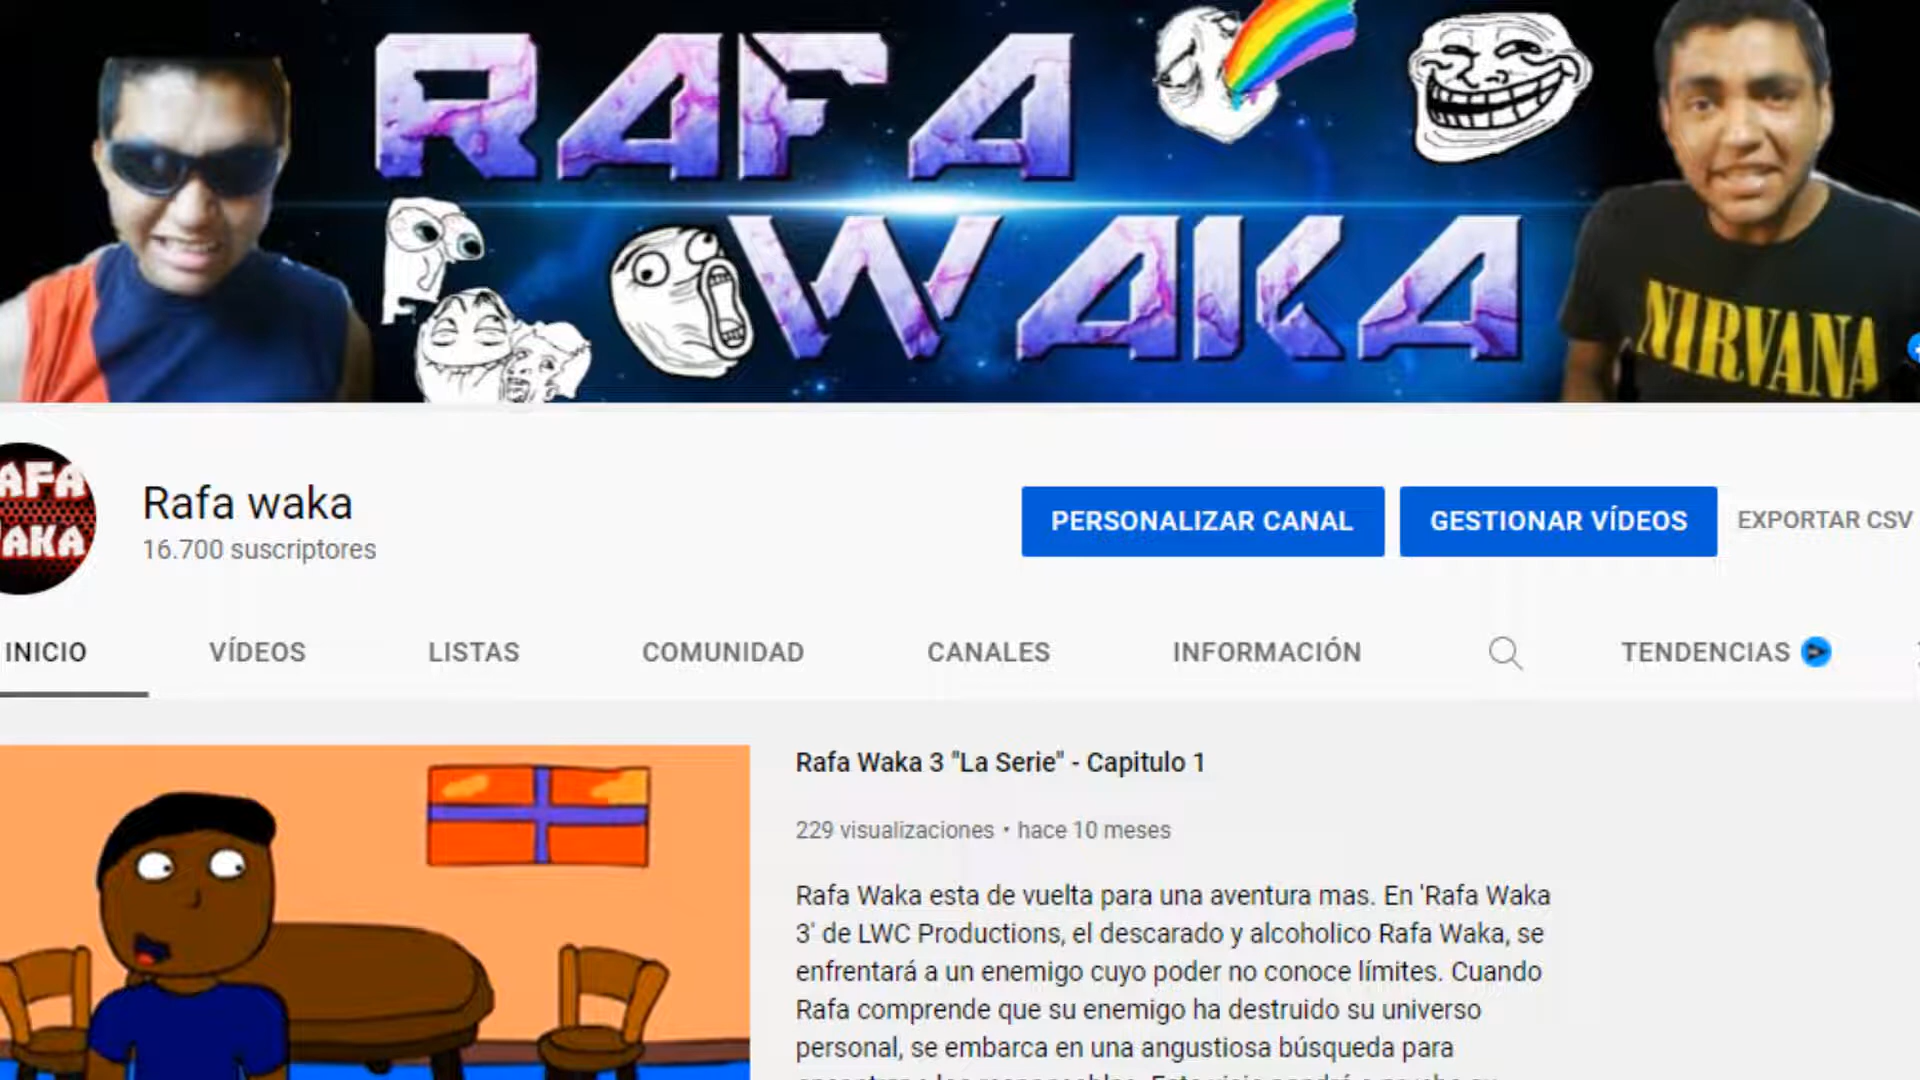 RAFA
WAKA
NIRVANA
AFA
AKA
Rafa waka
16.700 suscriptores
PERSONALIZAR CANAL
GESTIONAR VÍDEOS
EXPORTAR CSV
INICIO
VÍDEOS
LISTAS
COMUNIDAD
CANALES
INFORMACIÓN
TENDENCIAS
Rafa Waka 3 "La Serie" - Capitulo 1
229 visualizaciones • hace 10 meses
Rafa Waka esta de vuelta para una aventura mas. En 'Rafa Waka
3' de LWC Productions, el descarado y alcoholico Rafa Waka, se
enfrentará a un enemigo cuyo poder no conoce límites. Cuando
Rafa comprende que su enemigo ha destruido su universo
personal, se embarca en una angustiosa búsqueda para